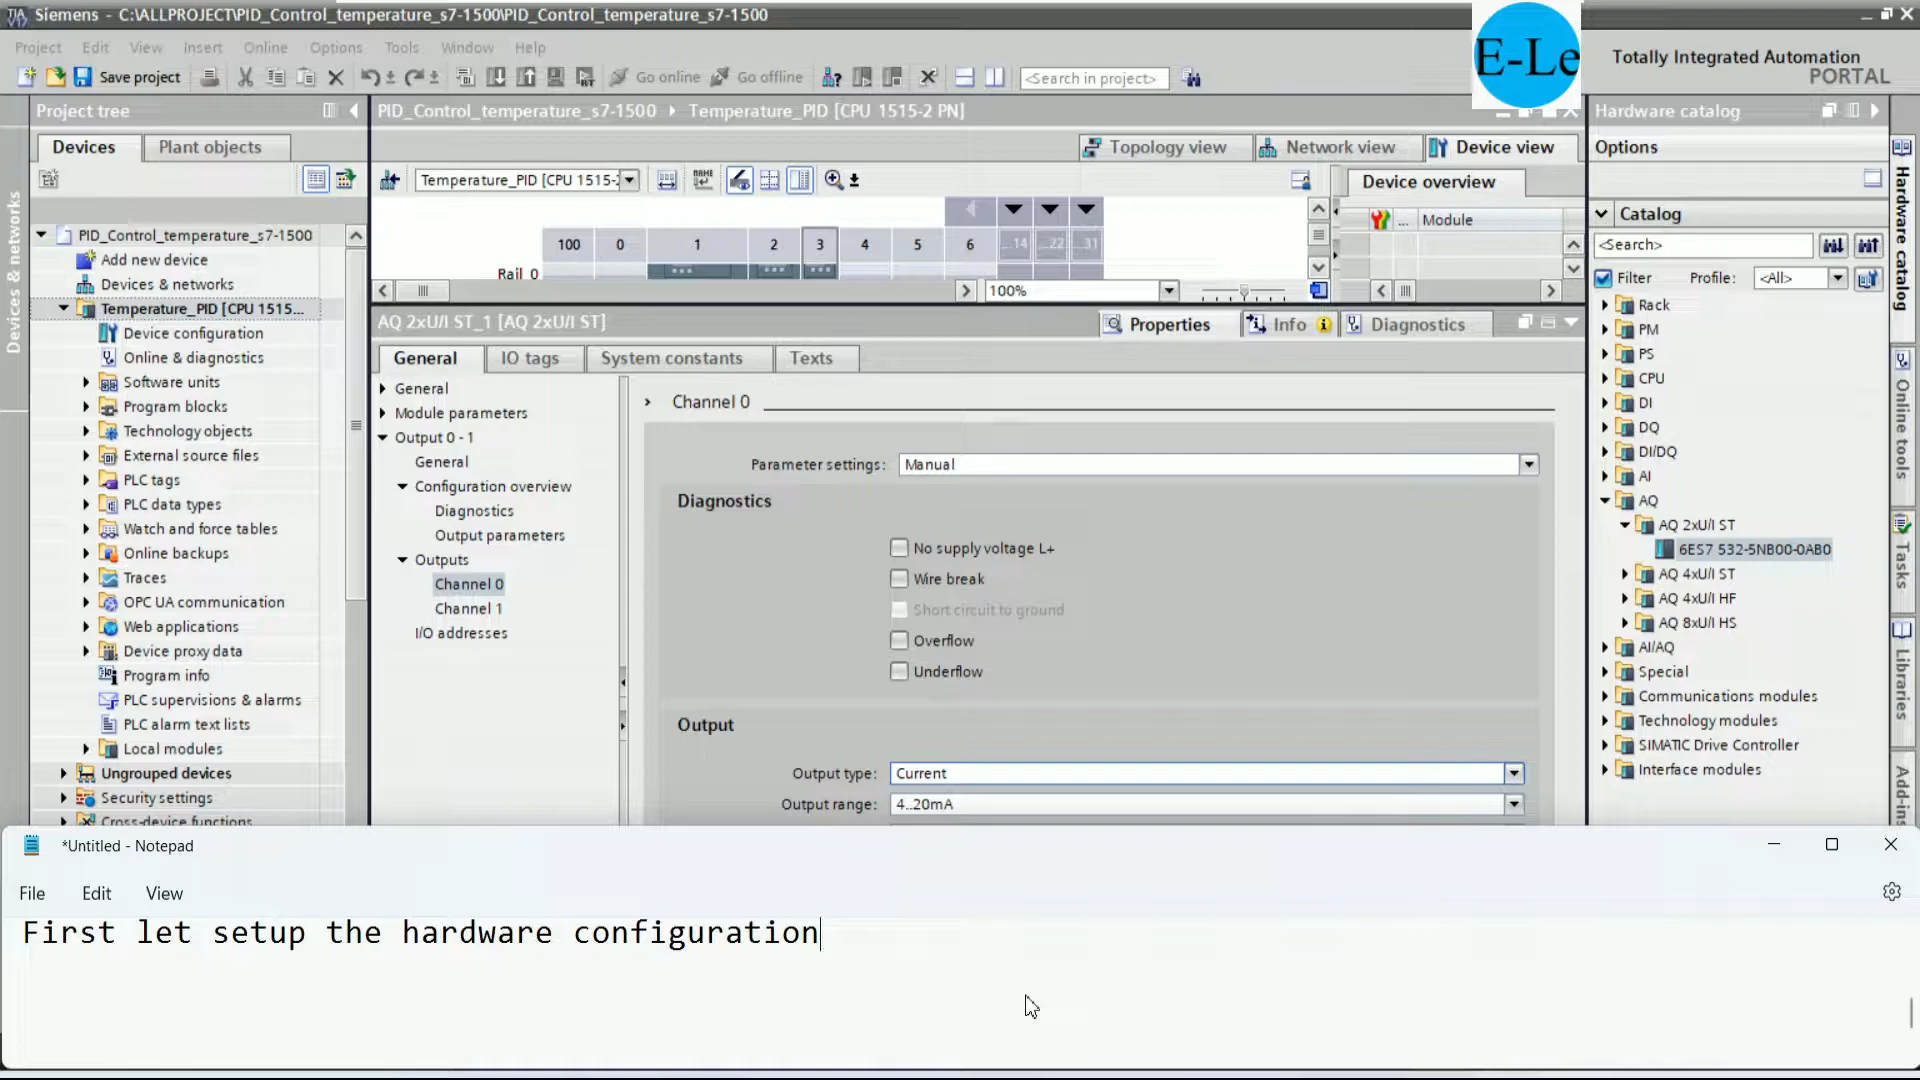 Siemens - C:\ALLPROJECT\PID_Control_temperature_s7-1500\PID_Control_temperature_s7-1500
E-Le
Project Edit View Insert Online Options Tools Window Help
Totally Integrated Automation
PORTAL
Save project Go online Go offline <Search in project>
Project tree
PID_Control_temperature_s7-1500 Temperature_PID [CPU 1515-2 PN]
Hardware catalog
Devices Plant objects
Topology view Network view Device view
Options
Temperature_PID [CPU 1515-
Device overview
... Module
100 0 1 2 3 4 5 6 ...14 ...22 ...31
Rail_0
100%
Devices & networks
PID_Control_temperature_s7-1500
Add new device
Devices & networks
Temperature_PID [CPU 1515...
Device configuration
Online & diagnostics
Software units
Program blocks
Technology objects
External source files
PLC tags
PLC data types
Watch and force tables
Online backups
Traces
OPC UA communication
Web applications
Device proxy data
Program info
PLC supervisions & alarms
PLC alarm text lists
Local modules
Ungrouped devices
Security settings
Cross-device functions
AQ 2xU/I ST_1 [AQ 2xU/I ST]
Properties Info Diagnostics
General IO tags System constants Texts
General
Module parameters
Output 0 - 1
General
Configuration overview
Diagnostics
Output parameters
Outputs
Channel 0
Channel 1
I/O addresses
Channel 0
Parameter settings: Manual
Diagnostics
No supply voltage L+
Wire break
Short circuit to ground
Overflow
Underflow
Output
Output type: Current
Output range: 4..20mA
Catalog
<Search>
Filter Profile: <All>
Rack
PM
PS
CPU
DI
DQ
DI/DQ
AI
AQ
AQ 2xU/I ST
6ES7 532-5NB00-0AB0
AQ 4xU/I ST
AQ 4xU/I HF
AQ 8xU/I HS
AI/AQ
Special
Communications modules
Technology modules
SIMATIC Drive Controller
Interface modules
Hardware catalog
Online tools
Tasks
Libraries
Add-ins
*Untitled - Notepad
File Edit View
First let setup the hardware configuration